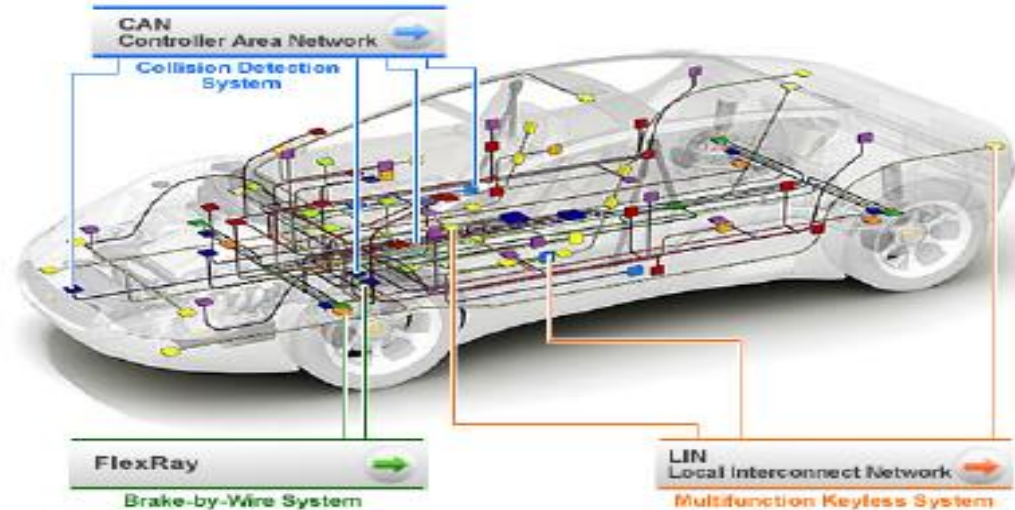 CAN
Controller Area Network
Collision Detection
System
FlexRay
Brake-by-Wire System
LIN
Local Interconnect Network
Multifunction Keyless System